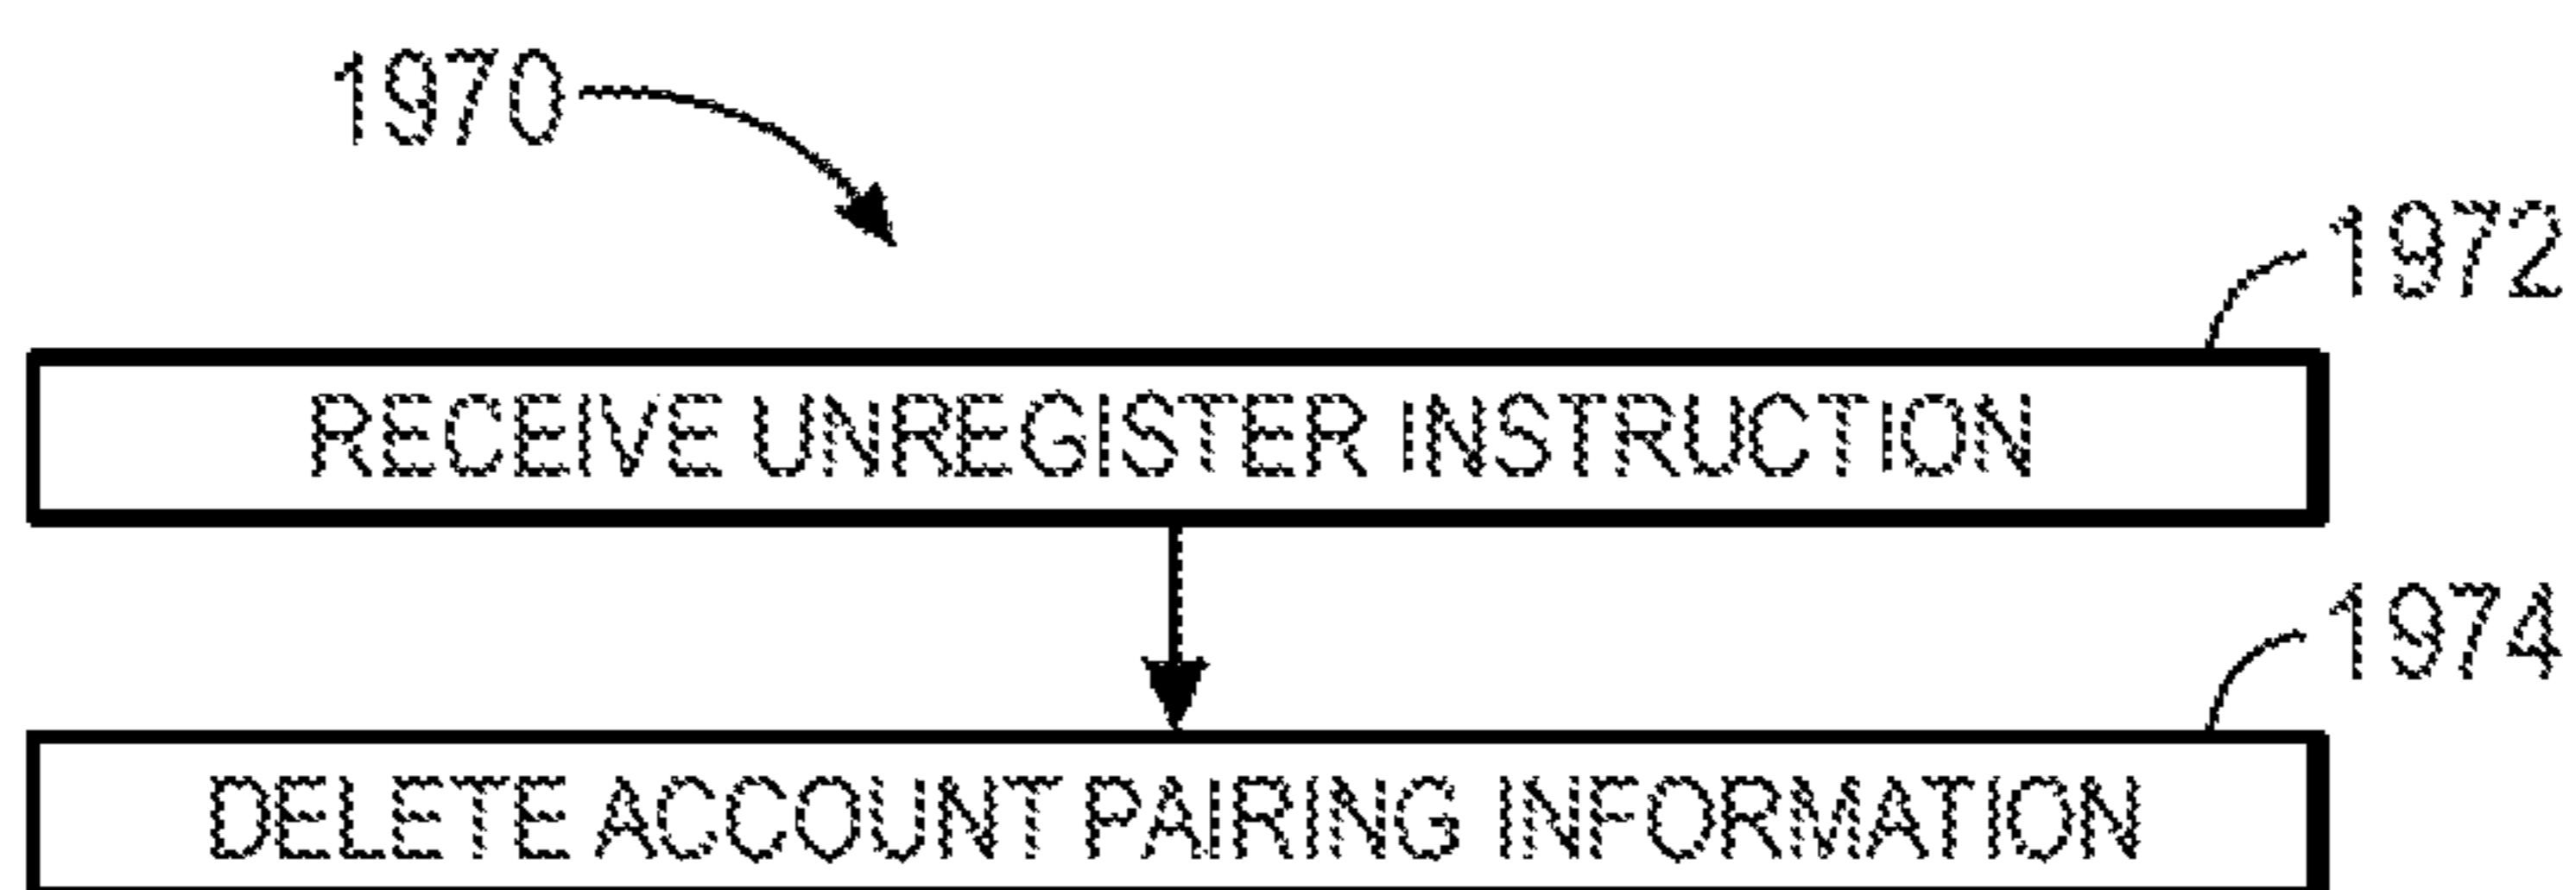 1970
1972
RECEIVE UNREGISTER INSTRUCTION
1974
DELETE ACCOUNT PAIRING INFORMATION